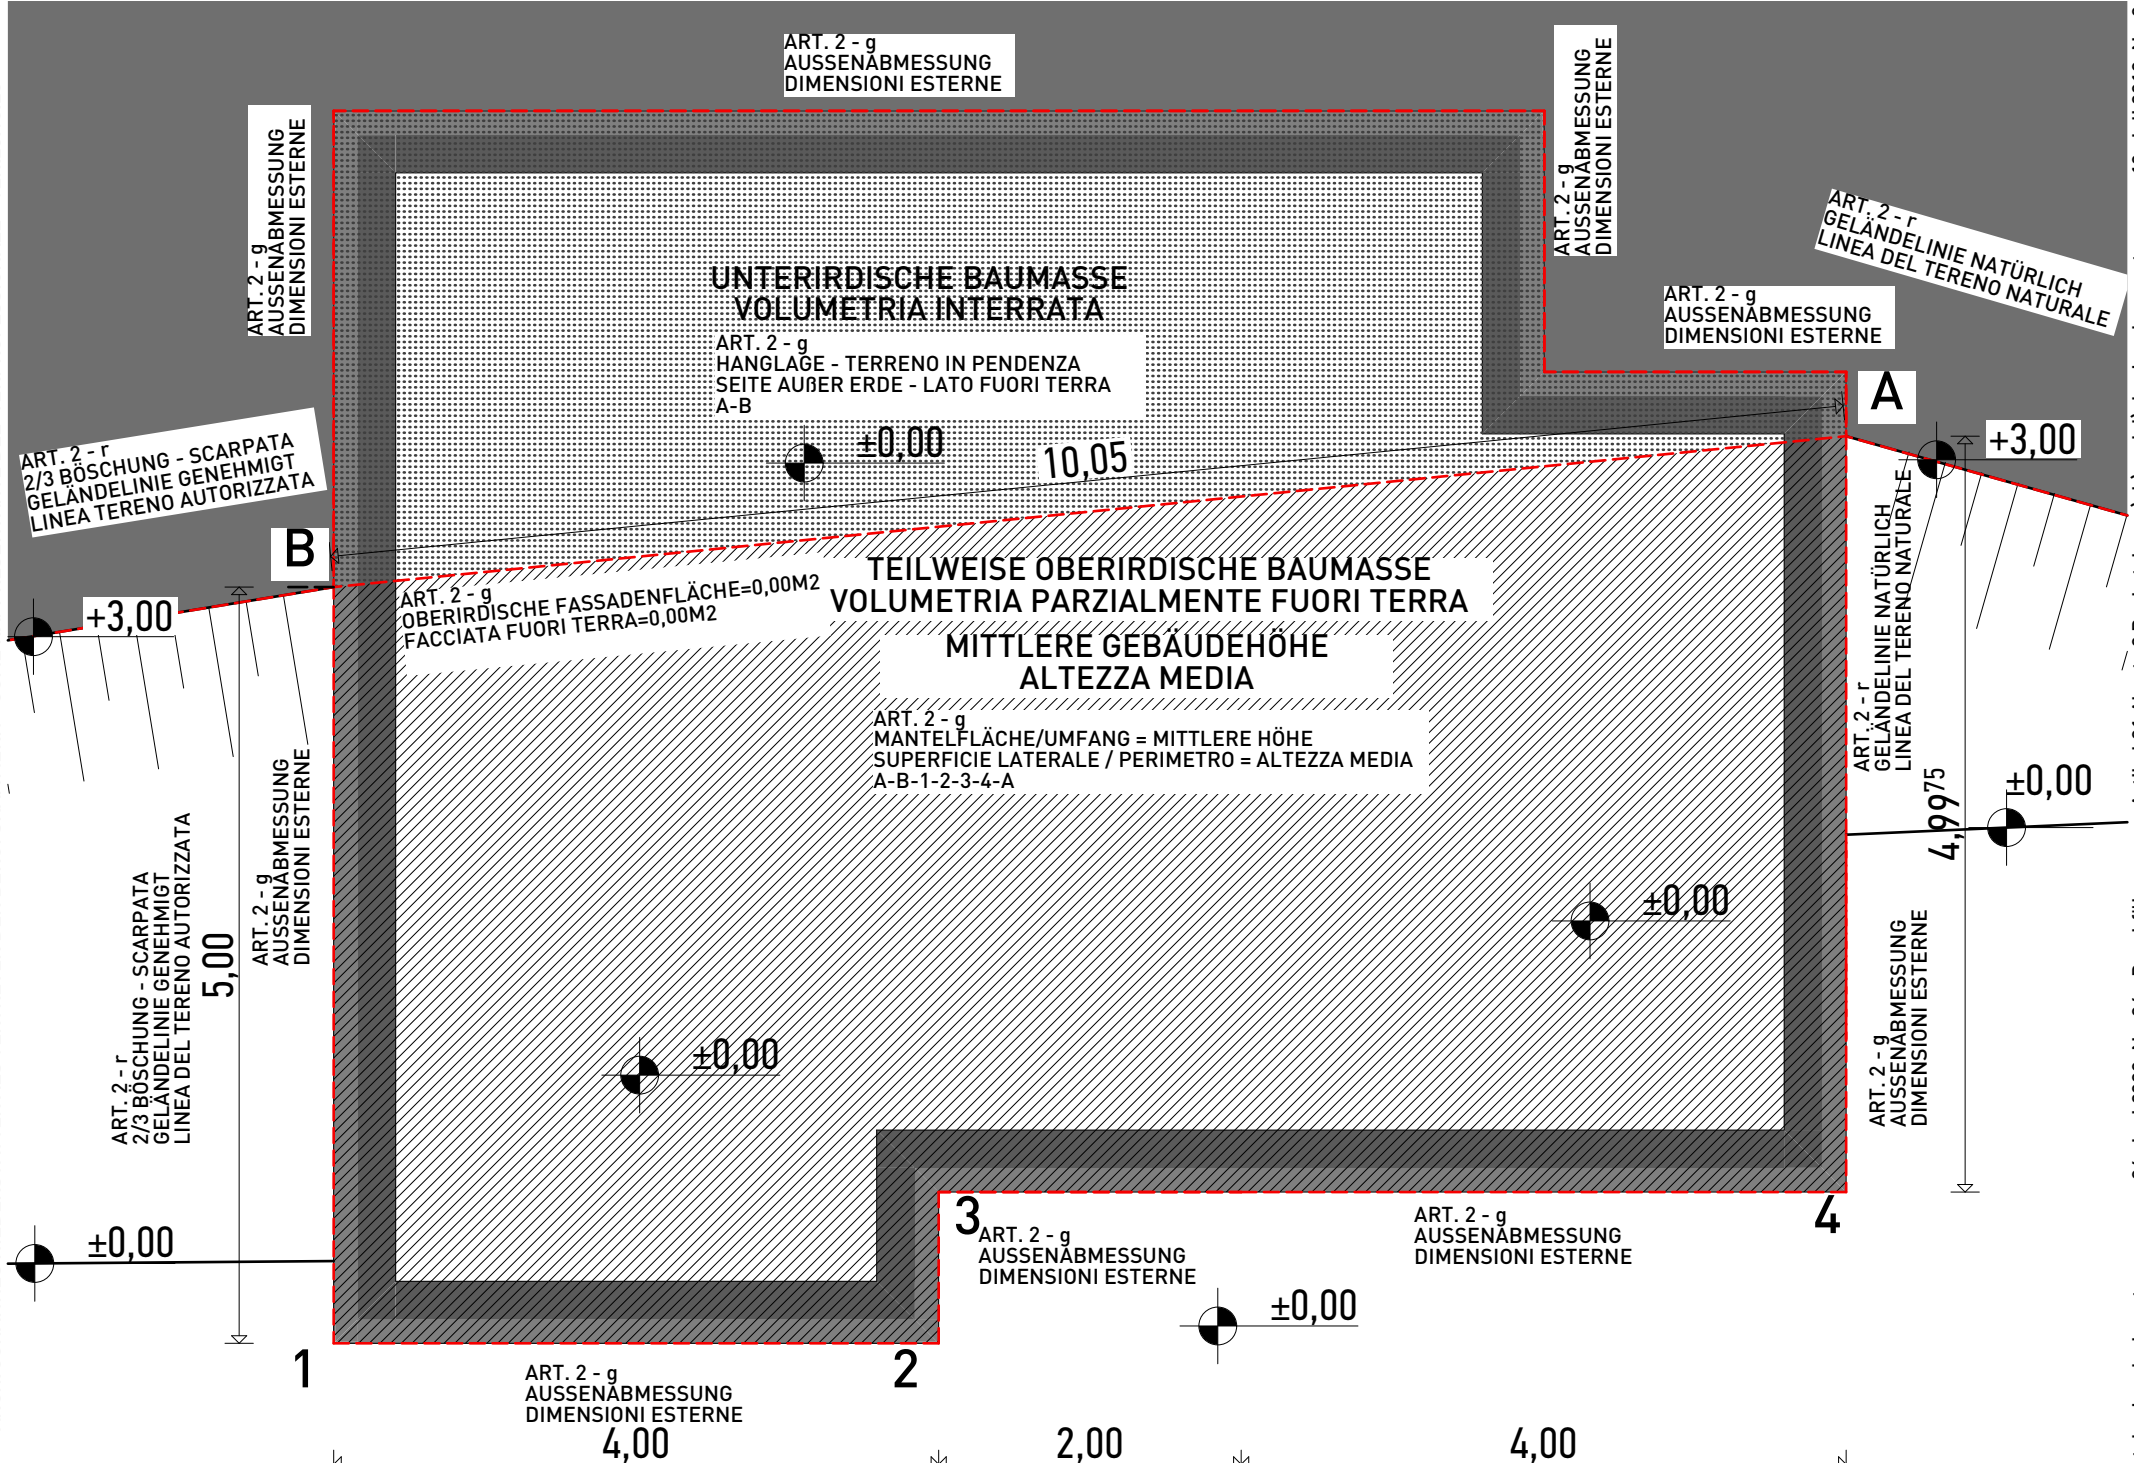 ART. 2 - g
AUSSENABMESSUNG
DIMENSIONI ESTERNE
ART. 2 - g
AUSSENABMESSUNG
DIMENSIONI ESTERNE
ART. 2 - g
AUSSENABMESSUNG
DIMENSIONI ESTERNE
ART. 2 - r
GELÄNDELINIE NATÜRLICH
LINEA DEL TERENO NATURALE
UNTERIRDISCHE BAUMASSE
VOLUMETRIA INTERRATA
ART. 2 - g
HANGLAGE - TERRENO IN PENDENZA
SEITE AUßER ERDE - LATO FUORI TERRA
A-B
ART. 2 - g
AUSSENABMESSUNG
DIMENSIONI ESTERNE
A
±0,00
10,05
+3,00
ART. 2 - r
2/3 BÖSCHUNG - SCARPATA
GELÄNDELINIE GENEHMIGT
LINEA TERENO AUTORIZZATA
B
+3,00
ART. 2 - g
OBERIRDISCHE FASSADENFLÄCHE=0,00M2
FACCIATA FUORI TERRA=0,00M2
TEILWEISE OBERIRDISCHE BAUMASSE
VOLUMETRIA PARZIALMENTE FUORI TERRA
MITTLERE GEBÄUDEHÖHE
ALTEZZA MEDIA
ART. 2 - g
MANTELFLÄCHE/UMFANG = MITTLERE HÖHE
SUPERFICIE LATERALE / PERIMETRO = ALTEZZA MEDIA
A-B-1-2-3-4-A
ART. 2 - r
GELÄNDELINIE NATÜRLICH
LINEA DEL TERENO NATURALE
4,9975
±0,00
ART. 2 - g
AUSSENABMESSUNG
DIMENSIONI ESTERNE
ART. 2 - r
2/3 BÖSCHUNG - SCARPATA
GELÄNDELINIE GENEHMIGT
LINEA DEL TERENO AUTORIZZATA
5,00
±0,00
±0,00
ART. 2 - g
AUSSENABMESSUNG
DIMENSIONI ESTERNE
±0,00
3
4
ART. 2 - g
AUSSENABMESSUNG
DIMENSIONI ESTERNE
ART. 2 - g
AUSSENABMESSUNG
DIMENSIONI ESTERNE
±0,00
1
2
ART. 2 - g
AUSSENABMESSUNG
DIMENSIONI ESTERNE
4,00
2,00
4,00